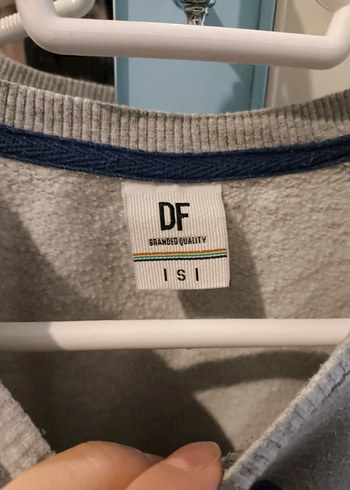 DF
BRANDED QUALITY
| S |